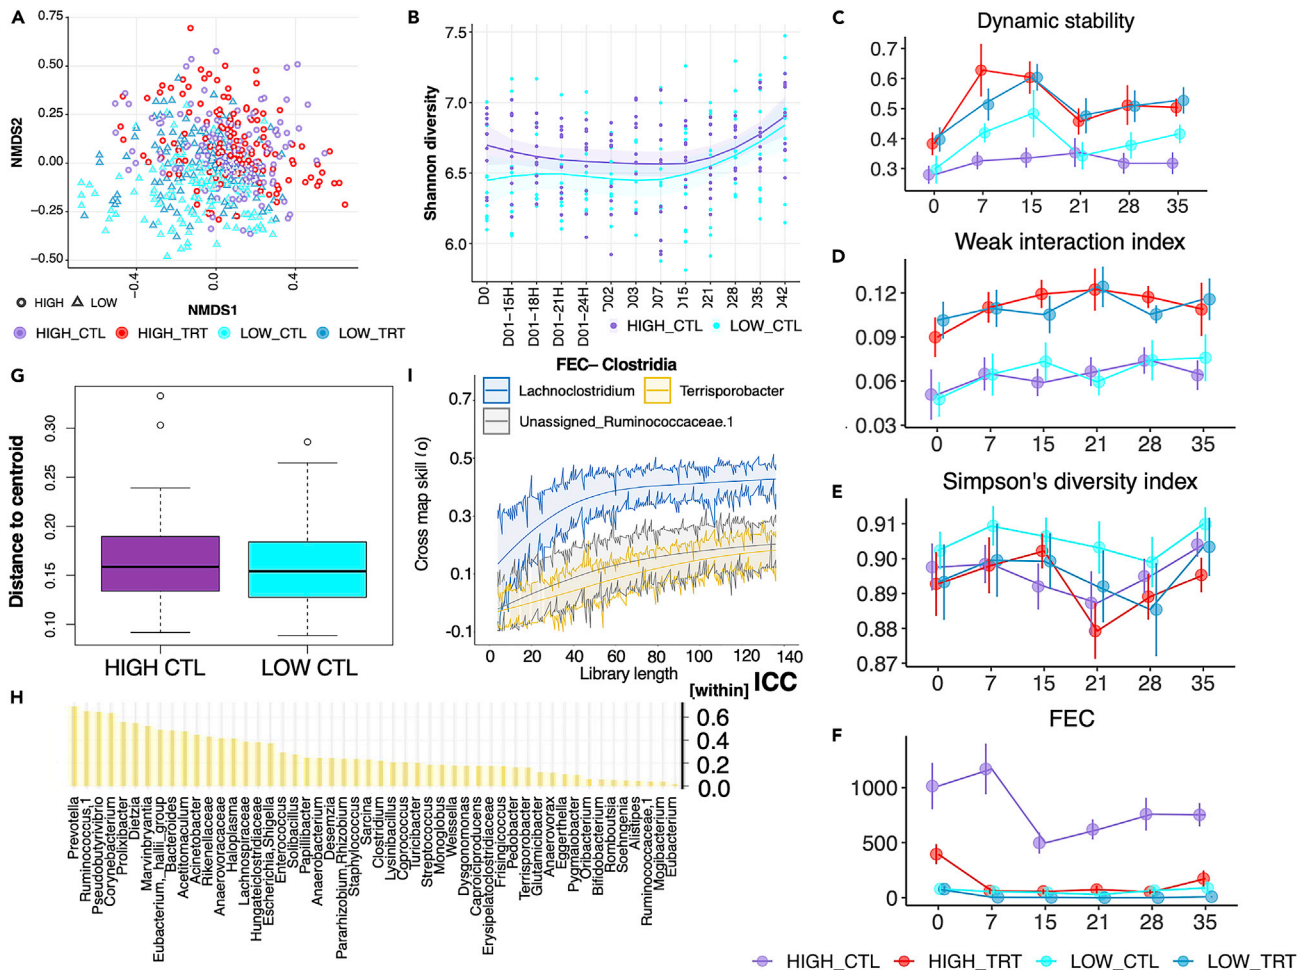 A
0.75
0.50
0.25
0.00
−0.25
−0.50
NMDS2
−0.4
0.0
0.4
NMDS1
HIGH LOW
HIGH_CTL HIGH_TRT LOW_CTL LOW_TRT
B
7.5
7.0
6.5
6.0
Shannon diversity
D0
D01−15H
D01−18H
D01−21H
D01−24H
HIGH_CTL LOW_CTL
C
Dynamic stability
0.7
0.6
0.5
0.4
0.3
0 7 15 21 28 35
D
Weak interaction index
0.12
0.09
0.06
0.03
0 7 15 21 28 35
E
Simpson's diversity index
0.91
0.90
0.89
0.88
0.87
0 7 15 21 28 35
F
FEC
1000
500
0
0 7 15 21 28 35
HIGH_CTL HIGH_TRT LOW_CTL LOW_TRT
G
Distance to centroid
0.30
0.25
0.20
0.15
0.10
HIGH CTL LOW CTL
I
FEC– Clostridia
Lachnoclostridium Terrisporobacter
Unassigned_Ruminococcaceae.1
0.7
0.5
0.3
0.1
-0.1
Cross map skill
0 20 40 60 80 100 120 140
Library length
H
[within] ICC
0.6
0.4
0.2
0.0
Prevotella
Ruminococcus,1
Pseudobutyrivibrio
Corynebacterium
Prolixibacter
Dietzia
Marvinbryantia
Eubacterium,_hallii,_group
Bacteroides
Acetitomaculum
Acinetobacter
Rikenellaceae
Anaerovoracaceae
Haloplasma
Lachnospiraceae
Hungateiclostridiaceae
Escherichia,Shigella
Enterococcus
Solibacillus
Papillibacter
Anaerobacterium
Desemzia
Pararhizobium,Rhizobium
Staphylococcus
Sarcina
Clostridium
Lysinibacillus
Coprococcus
Turicibacter
Streptococcus
Monoglobus
Weissella
Dysgonomonas
Caproiciproducens
Erysipelatoclostridiaceae
Frisingicoccus
Pedobacter
Terrisporobacter
Glutamicibacter
Anaerovorax
Eggerthella
Pygmaiobacter
Oribacterium
Bifidobacterium
Romboutsia
Soehngenia
Alistipes
Ruminococcaceae,1
Mogibacterium
Eubacterium